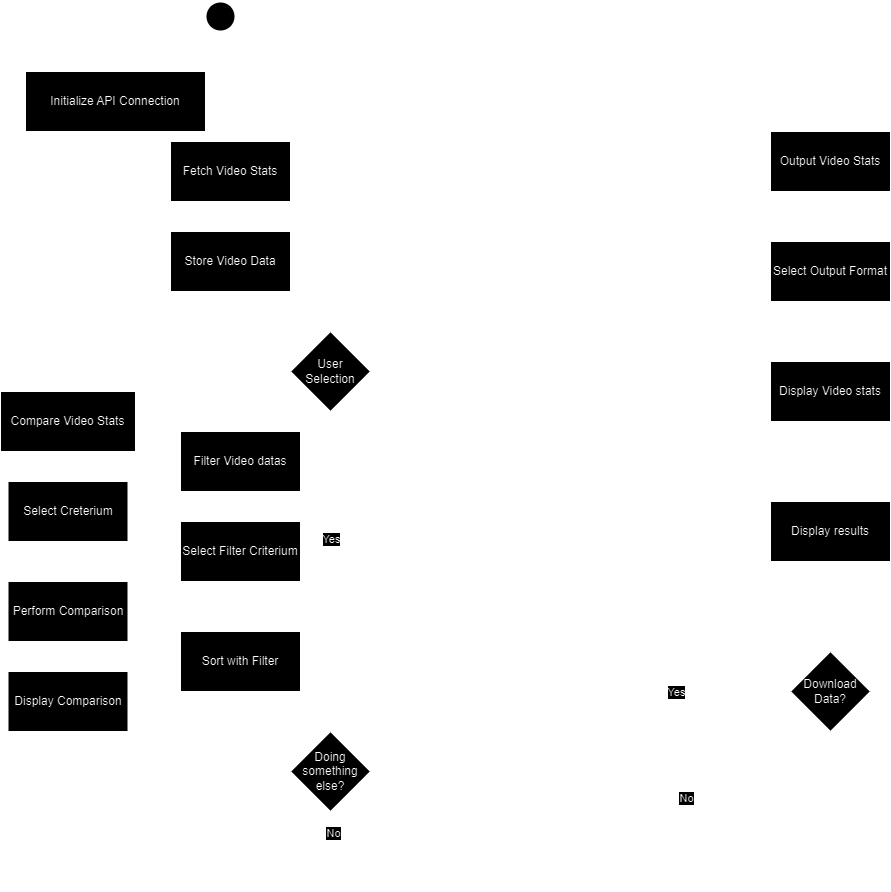 Initialize API Connection
Fetch Video Stats
Store Video Data
User
Selection
Compare Video Stats
Select Creterium
Perform Comparison
Display Comparison
Filter Video datas
Select Filter Criterium
Sort with Filter
Yes
Doing
something
else?
No
Output Video Stats
Select Output Format
Display Video stats
Display results
Download
Data?
Yes
No